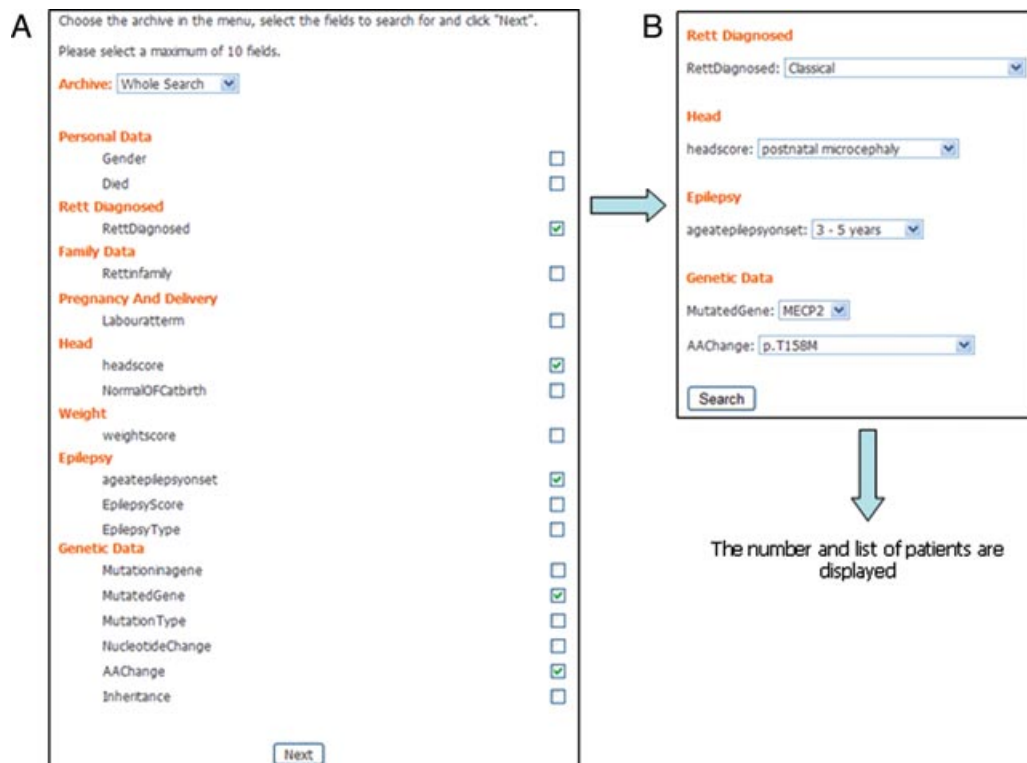 A
Choose the archive in the menu, select the fields to search for and click "Next".
Please select a maximum of 10 fields.
Archive: Whole Search
Personal Data
Gender
Died
Rett Diagnosed
RettDiagnosed
Family Data
Rettinfamily
Pregnancy And Delivery
Labouratterm
Head
headscore
NormalOFCatbirth
Weight
weightscore
Epilepsy
ageatepilepsyonset
EpilepsyScore
EpilepsyType
Genetic Data
Mutationinagene
MutatedGene
MutationType
NucleotideChange
AAChange
Inheritance
Next
B
Rett Diagnosed
RettDiagnosed: Classical
Head
headscore: postnatal microcephaly
Epilepsy
ageatepilepsyonset: 3 - 5 years
Genetic Data
MutatedGene: MECP2
AAChange: p.T158M
Search
The number and list of patients are
displayed